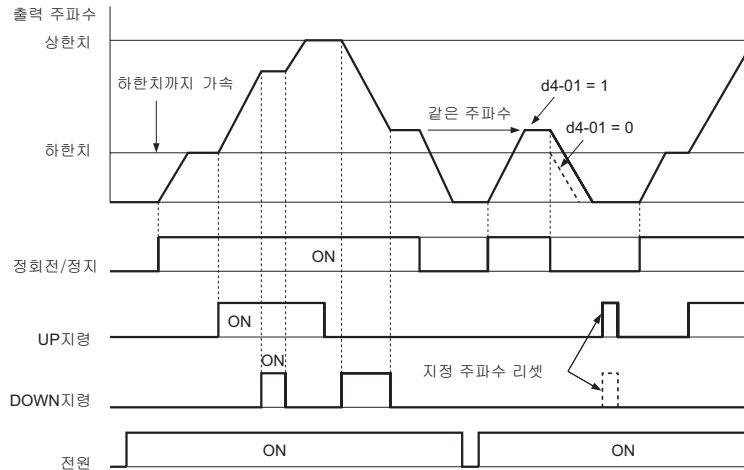 출력 주파수
상한치
하한치까지 가속
d4-01 = 1
같은 주파수
d4-01 = 0
하한치
정회전/정지
ON
UP지령
ON
ON
지정 주파수 리셋
DOWN지령
전원
ON
ON